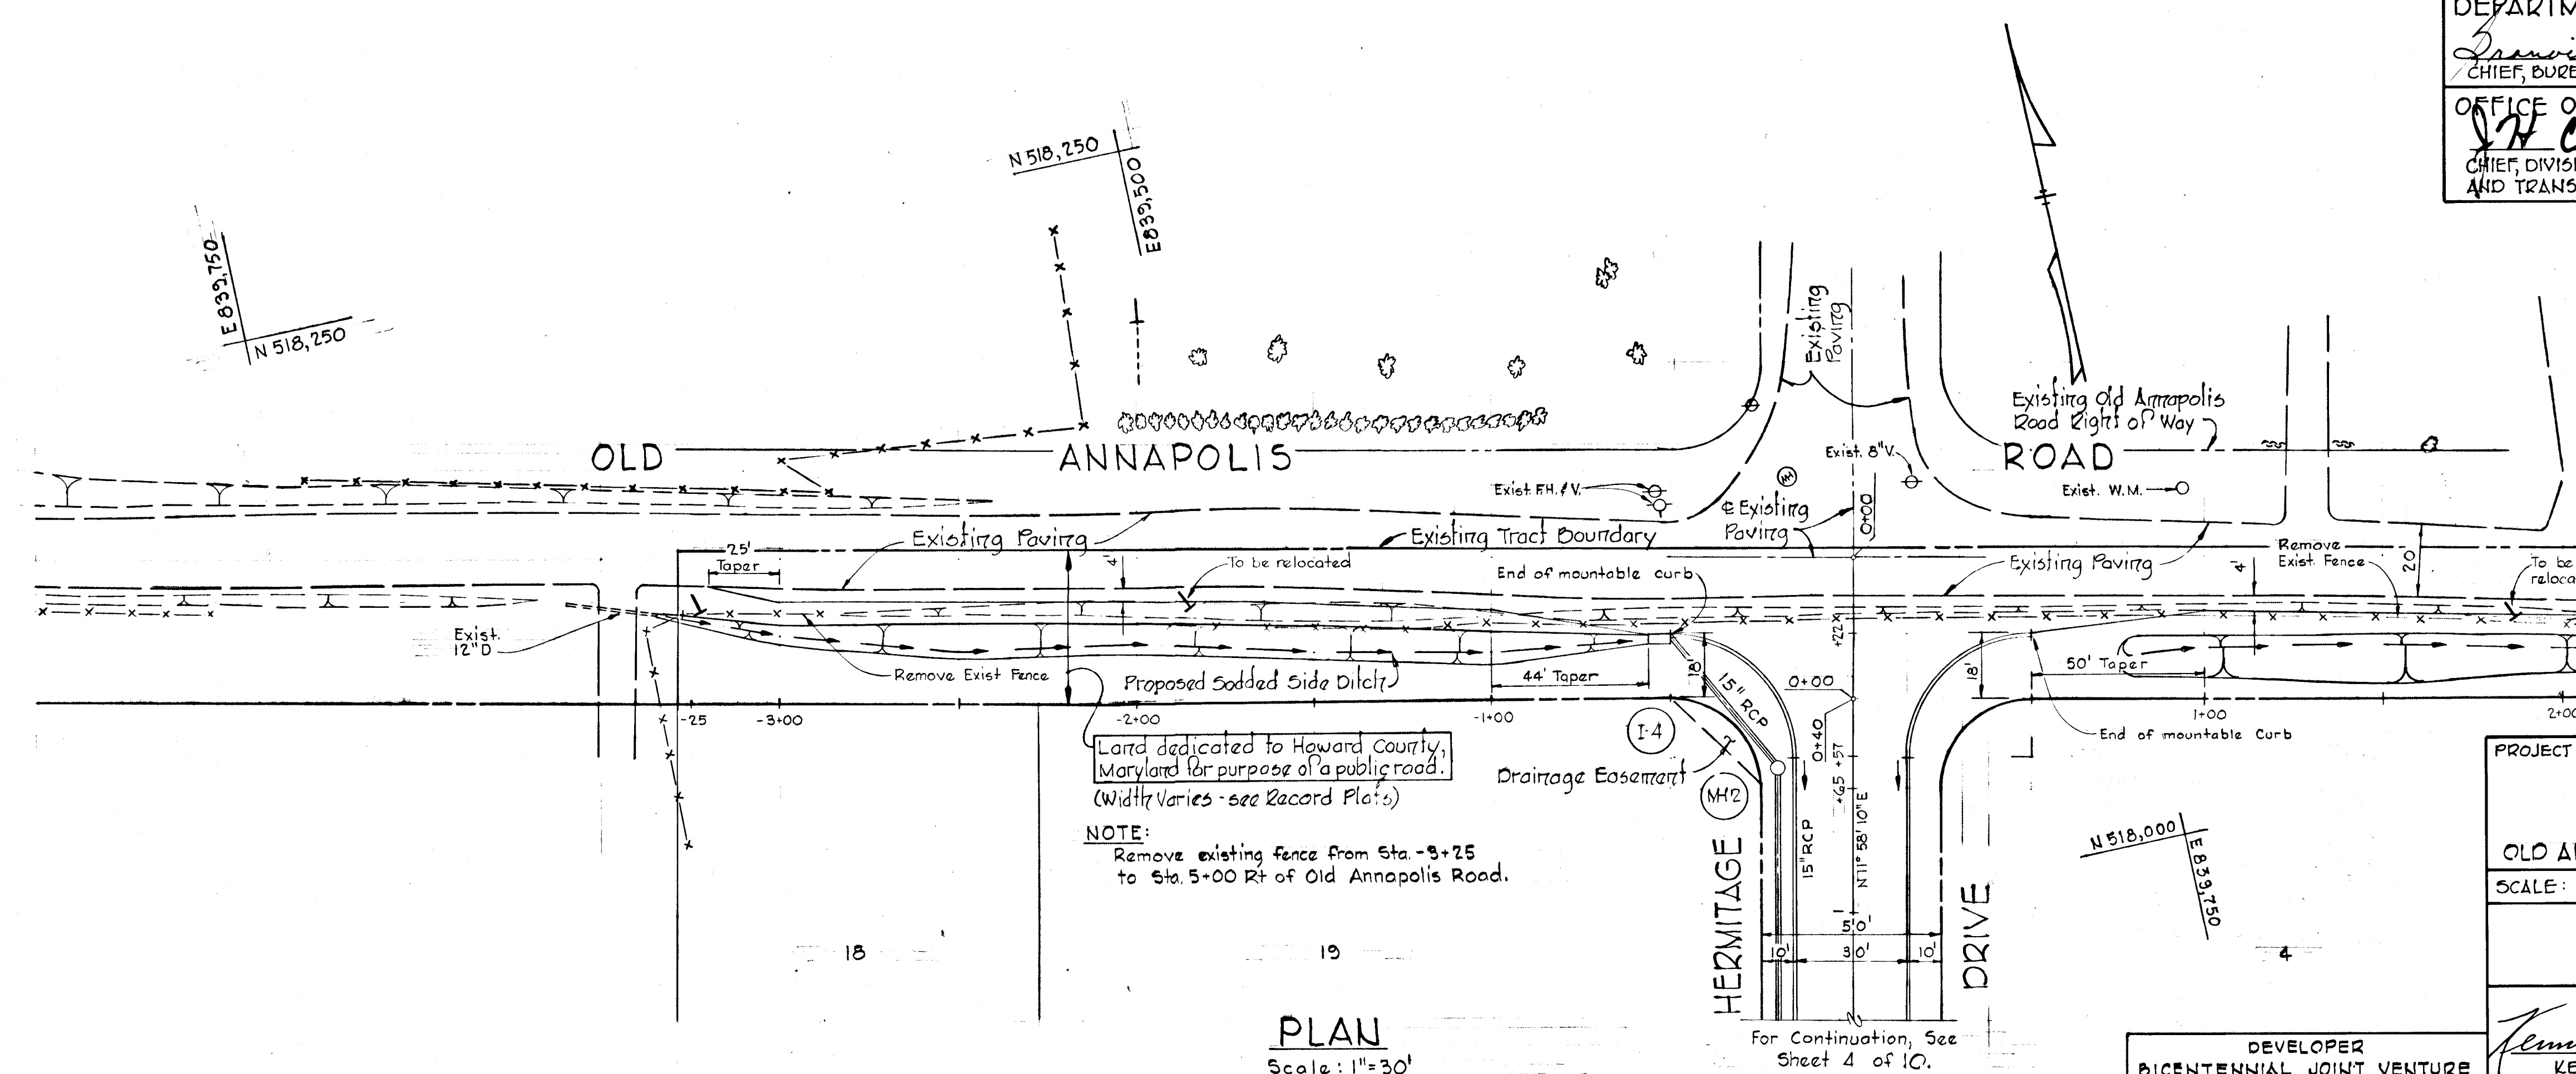 DEPARTM
CHIEF, BURE
OFFICE O
CHIEF, DIVIS
AND TRANS
N 518,250
E 839,500
E 839,750
N 518,250
Existing
Paving
Existing Old Annapolis
Road Right of Way
OLD ANNAPOLIS ROAD
Exist. 8"V.
Exist. F.H. & V.
MH
Exist. W.M.
℄ Existing
Paving
0+00
Existing Paving
Existing Tract Boundary
25'
Taper
4'
To be relocated
End of mountable curb
Existing Paving
Remove
Exist. Fence
4'
20
To be
reloca
Exist.
12"D
Remove Exist Fence
Proposed Sodded Side Ditch
44' Taper
18'
15" RCP
+22
0+00
18'
50' Taper
-25
-3+00
-2+00
-1+00
1+00
2+00
I-4
0+40
+57
+65
End of mountable Curb
Land dedicated to Howard County,
Maryland for purpose of a public road.
(Width Varies - see Record Plats)
Drainage Easement
MH2
PROJECT
NOTE:
Remove existing fence from Sta. -3+25
to Sta. 5+00 Rt of Old Annapolis Road.
15" RCP
N11° 58' 10" E
N 518,000
E 839,750
OLD A
SCALE:
HERMITAGE DRIVE
50'
10' 30' 10'
18
19
4
PLAN
Scale: 1"=30'
For Continuation, See
Sheet 4 of 10.
DEVELOPER
BICENTENNIAL JOINT VENTURE
KE